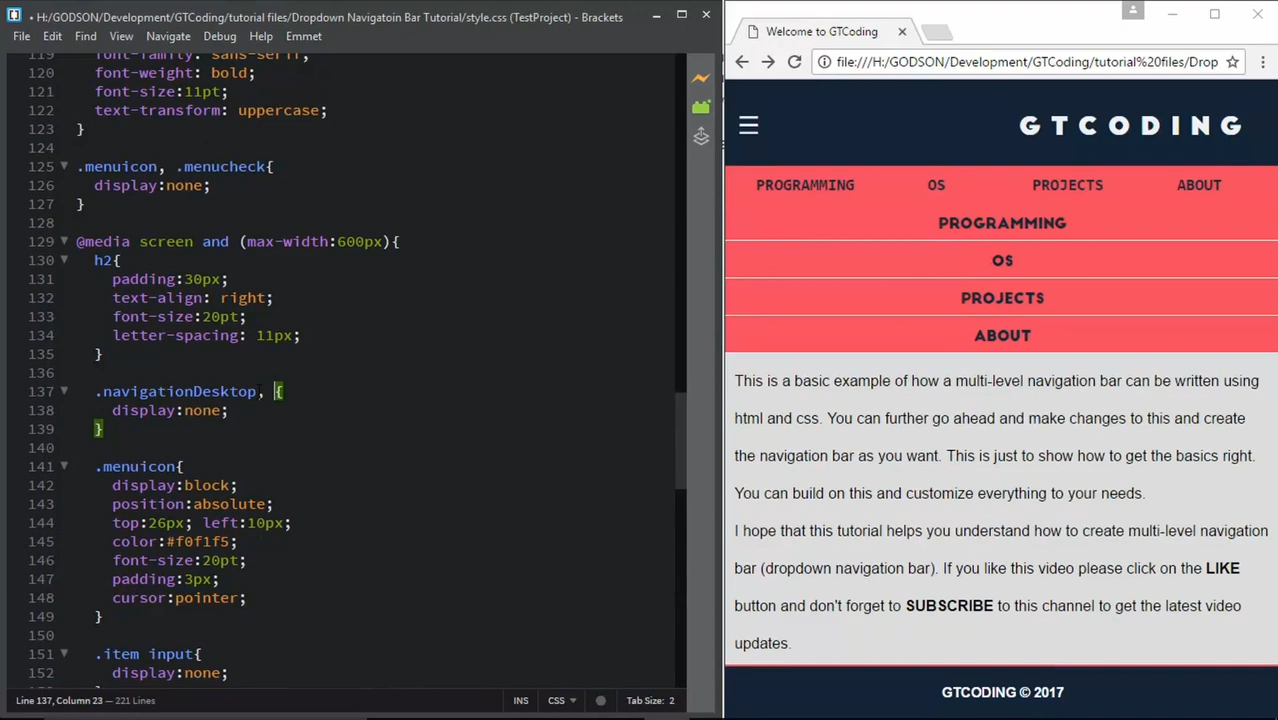 • H:/GODSON/Development/GTCoding/tutorial files/Dropdown Navigatoin Bar Tutorial/style.css (TestProject) - Brackets
File Edit Find View Navigate Debug Help Emmet
119 font-family: sans-serif;
120 font-weight: bold;
121 font-size:11pt;
122 text-transform: uppercase;
123 }
124
125 .menuicon, .menucheck{
126 display:none;
127 }
128
129 @media screen and (max-width:600px){
130 h2{
131 padding:30px;
132 text-align: right;
133 font-size:20pt;
134 letter-spacing: 11px;
135 }
136
137 .navigationDesktop, {
138 display:none;
139 }
140
141 .menuicon{
142 display:block;
143 position:absolute;
144 top:26px; left:10px;
145 color:#f0f1f5;
146 font-size:20pt;
147 padding:3px;
148 cursor:pointer;
149 }
150
151 .item input{
152 display:none;
Line 137, Column 23 — 221 Lines
INS CSS Tab Size: 2
Welcome to GTCoding
file:///H:/GODSON/Development/GTCoding/tutorial%20files/Drop
GTCODING
PROGRAMMING OS PROJECTS ABOUT
PROGRAMMING
OS
PROJECTS
ABOUT
This is a basic example of how a multi-level navigation bar can be written using
html and css. You can further go ahead and make changes to this and create
the navigation bar as you want. This is just to show how to get the basics right.
You can build on this and customize everything to your needs.
I hope that this tutorial helps you understand how to create multi-level navigation
bar (dropdown navigation bar). If you like this video please click on the LIKE
button and don't forget to SUBSCRIBE to this channel to get the latest video
updates.
GTCODING © 2017